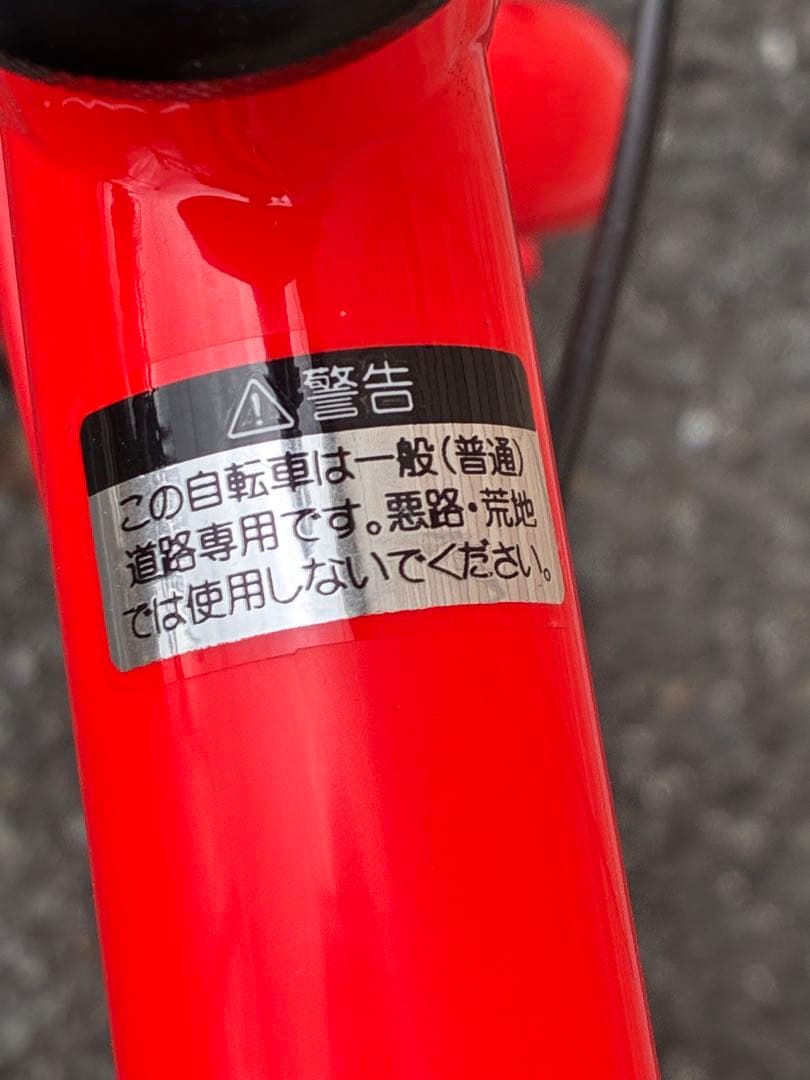 警告
この自転車は一般(普通)
道路専用です。悪路・荒地
では使用しないでください。